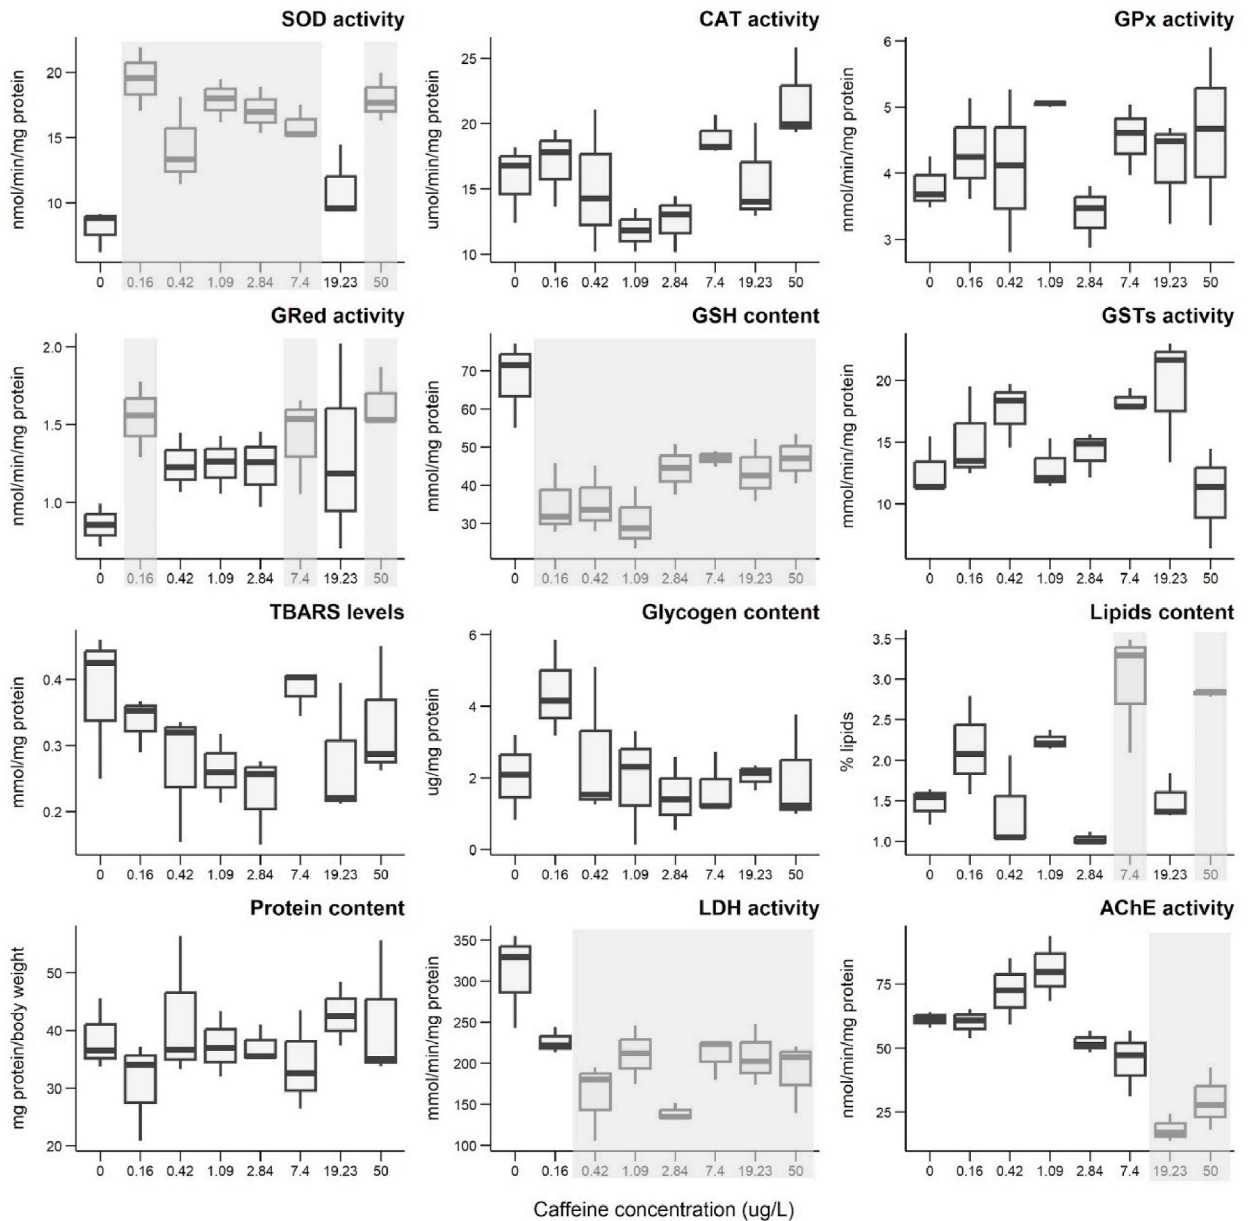 SOD activity
nmol/min/mg protein
20
15
10
0 0.16 0.42 1.09 2.84 7.4 19.23 50
CAT activity
umol/min/mg protein
25
20
15
10
0 0.16 0.42 1.09 2.84 7.4 19.23 50
GPx activity
mmol/min/mg protein
6
5
4
3
0 0.16 0.42 1.09 2.84 7.4 19.23 50
GRed activity
nmol/min/mg protein
2.0
1.5
1.0
0 0.16 0.42 1.09 2.84 7.4 19.23 50
GSH content
mmol/mg protein
70
50
40
30
0 0.16 0.42 1.09 2.84 7.4 19.23 50
GSTs activity
mmol/min/mg protein
20
15
10
0 0.16 0.42 1.09 2.84 7.4 19.23 50
TBARS levels
mmol/mg protein
0.4
0.3
0.2
0 0.16 0.42 1.09 2.84 7.4 19.23 50
Glycogen content
ug/mg protein
6
4
2
0
0 0.16 0.42 1.09 2.84 7.4 19.23 50
Lipids content
% lipids
3.5
3.0
2.5
2.0
1.5
1.0
0 0.16 0.42 1.09 2.84 7.4 19.23 50
Protein content
mg protein/body weight
50
40
30
20
0 0.16 0.42 1.09 2.84 7.4 19.23 50
LDH activity
mmol/min/mg protein
350
300
250
200
150
100
0 0.16 0.42 1.09 2.84 7.4 19.23 50
AChE activity
nmol/min/mg protein
75
50
25
0 0.16 0.42 1.09 2.84 7.4 19.23 50
Caffeine concentration (ug/L)